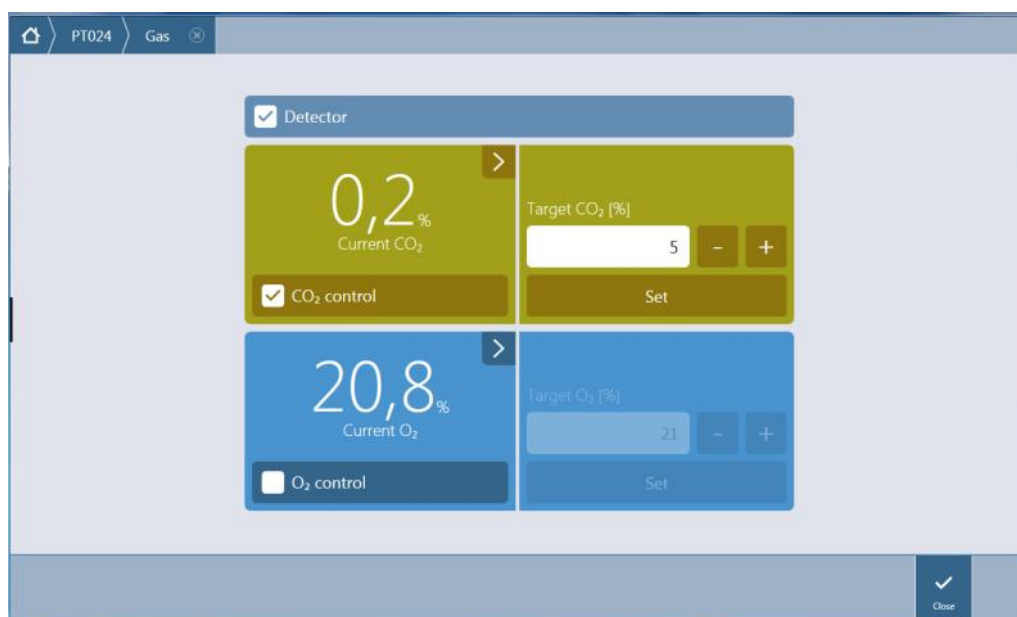 PT024 Gas
Detector
0,2 %
Current CO₂
CO₂ control
Target CO₂ [%]
5 - +
Set
20,8 %
Current O₂
O₂ control
Target O₂ [%]
21 - +
Set
Close